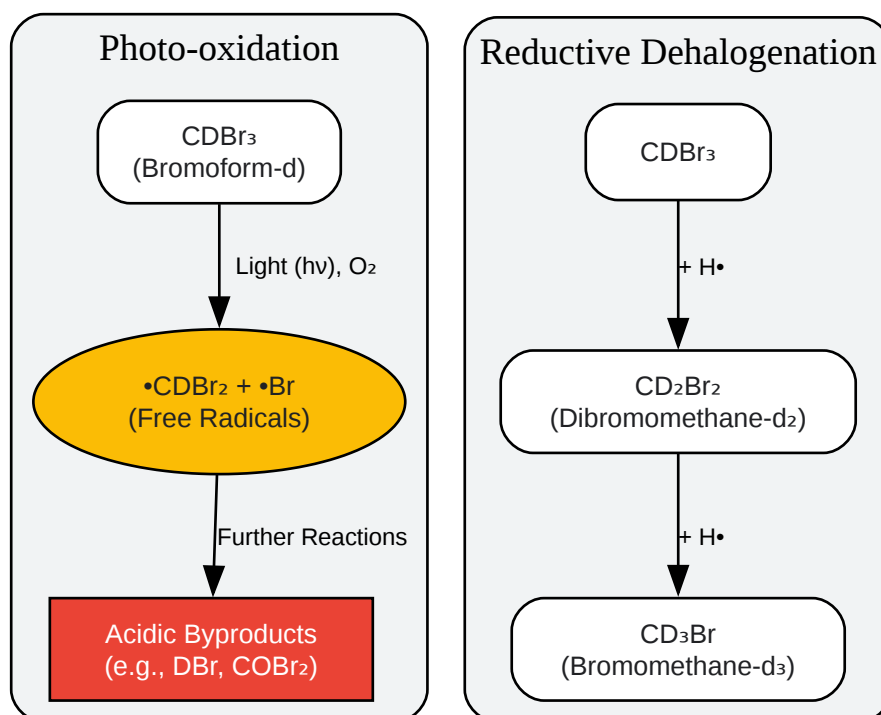 Photo-oxidation
CDBr₃
(Bromoform-d)
Light (hν), O₂
•CDBr₂ + •Br
(Free Radicals)
Further Reactions
Acidic Byproducts
(e.g., DBr, COBr₂)
Reductive Dehalogenation
CDBr₃
+ H•
CD₂Br₂
(Dibromomethane-d₂)
+ H•
CD₃Br
(Bromomethane-d₃)